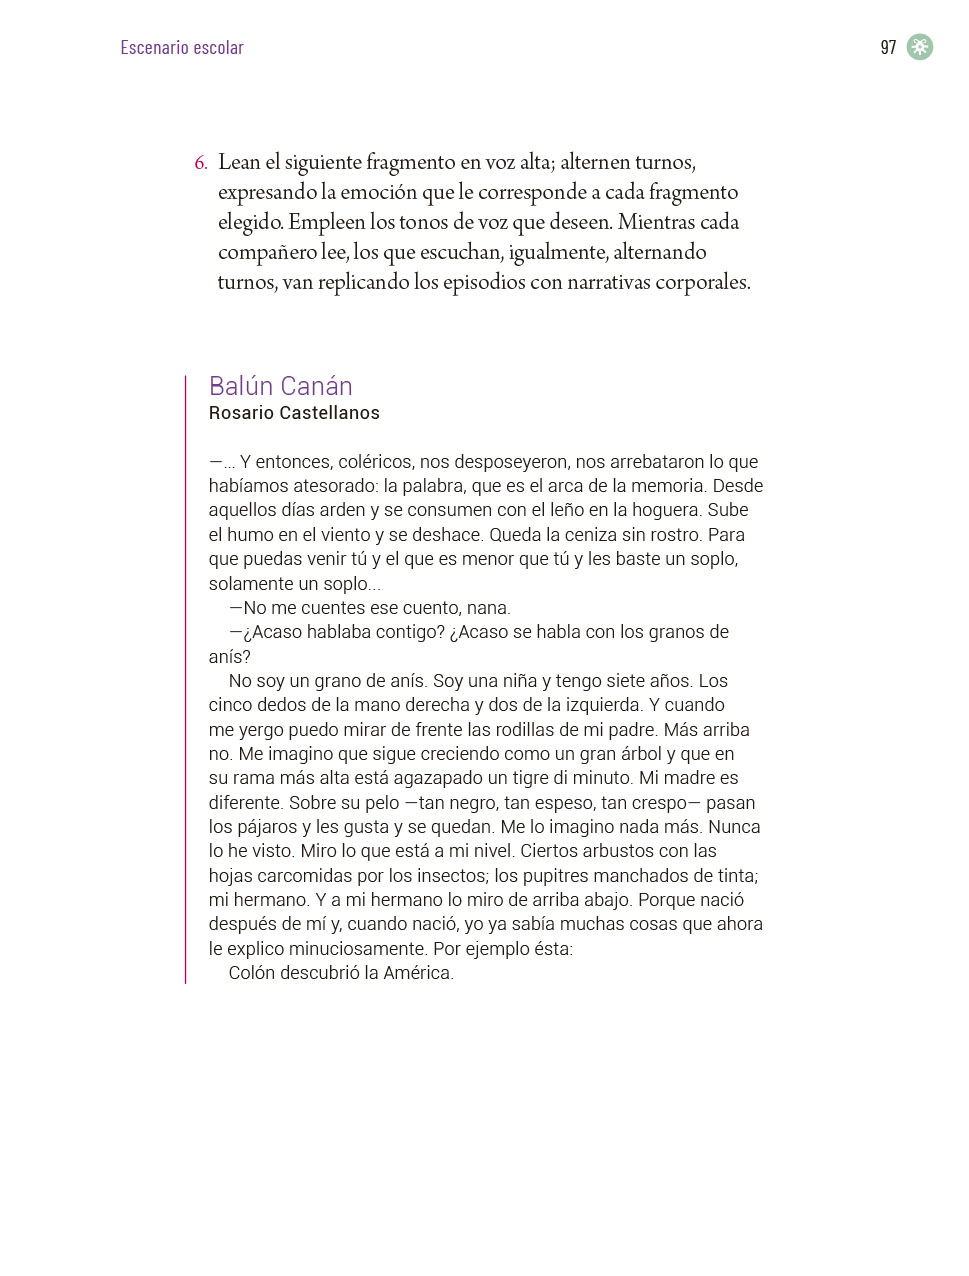 Escenario escolar
97
6. Lean el siguiente fragmento en voz alta; alternen turnos,
expresando la emoción que le corresponde a cada fragmento
elegido. Empleen los tonos de voz que deseen. Mientras cada
compañero lee, los que escuchan, igualmente, alternando
turnos, van replicando los episodios con narrativas corporales.
Balún Canán
Rosario Castellanos
—... Y entonces, coléricos, nos desposeyeron, nos arrebataron lo que
habíamos atesorado: la palabra, que es el arca de la memoria. Desde
aquellos días arden y se consumen con el leño en la hoguera. Sube
el humo en el viento y se deshace. Queda la ceniza sin rostro. Para
que puedas venir tú y el que es menor que tú y les baste un soplo,
solamente un soplo...
—No me cuentes ese cuento, nana.
—¿Acaso hablaba contigo? ¿Acaso se habla con los granos de
anís?
No soy un grano de anís. Soy una niña y tengo siete años. Los
cinco dedos de la mano derecha y dos de la izquierda. Y cuando
me yergo puedo mirar de frente las rodillas de mi padre. Más arriba
no. Me imagino que sigue creciendo como un gran árbol y que en
su rama más alta está agazapado un tigre di minuto. Mi madre es
diferente. Sobre su pelo —tan negro, tan espeso, tan crespo— pasan
los pájaros y les gusta y se quedan. Me lo imagino nada más. Nunca
lo he visto. Miro lo que está a mi nivel. Ciertos arbustos con las
hojas carcomidas por los insectos; los pupitres manchados de tinta;
mi hermano. Y a mi hermano lo miro de arriba abajo. Porque nació
después de mí y, cuando nació, yo ya sabía muchas cosas que ahora
le explico minuciosamente. Por ejemplo ésta:
Colón descubrió la América.